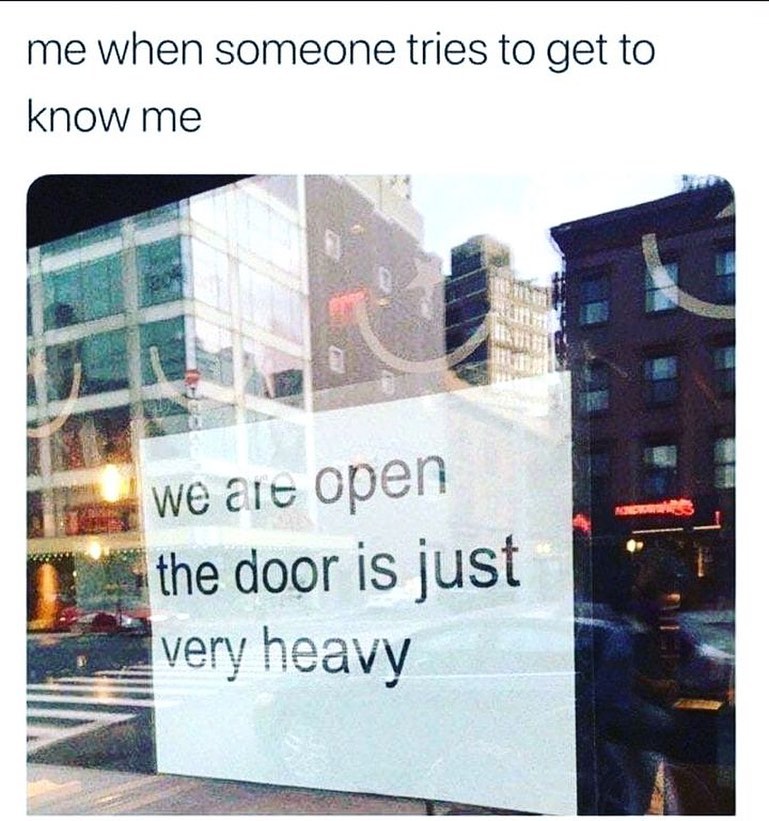 me when someone tries to get to
know me
we are open
the door is just
very heavy